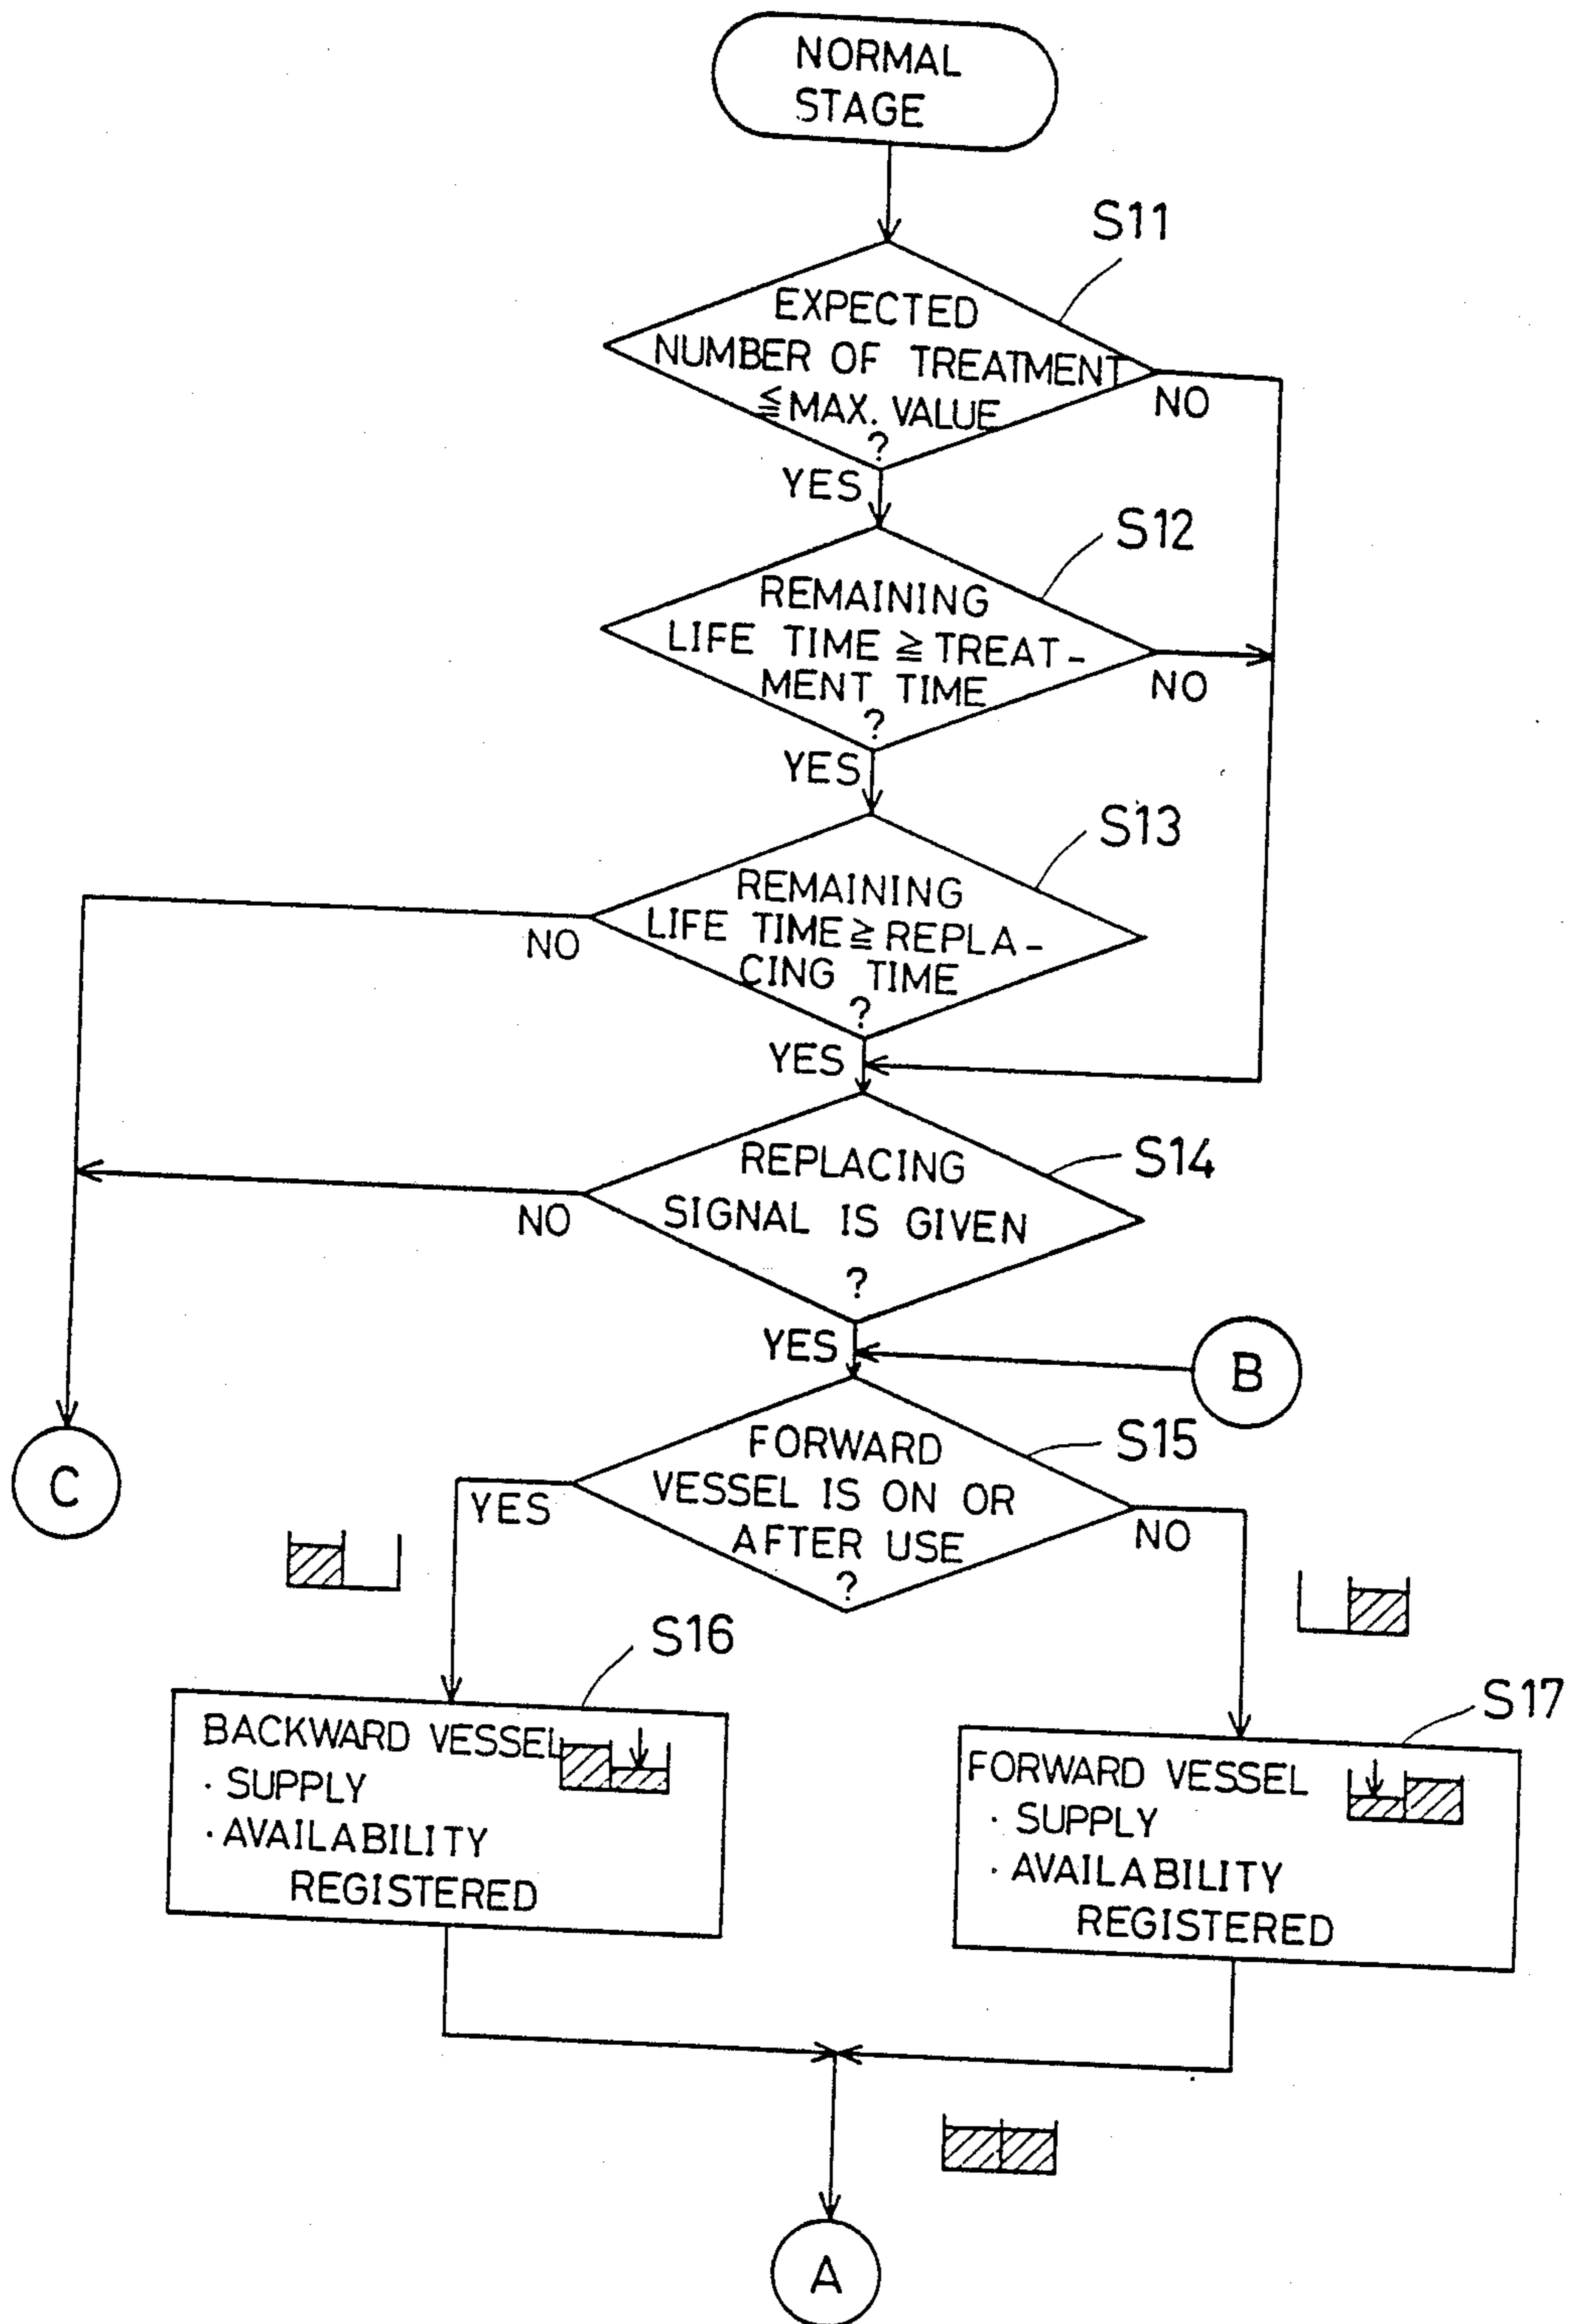 NORMAL
STAGE
S11
EXPECTED
NUMBER OF TREATMENT
≦ MAX. VALUE
?
NO
YES
S12
REMAINING
LIFE TIME ≧ TREAT-
MENT TIME
?
NO
YES
S13
REMAINING
LIFE TIME ≧ REPLA-
CING TIME
?
NO
YES
S14
REPLACING
SIGNAL IS GIVEN
?
NO
YES
B
S15
FORWARD
VESSEL IS ON OR
AFTER USE
?
YES
NO
C
S16
BACKWARD VESSEL
· SUPPLY
· AVAILABILITY
REGISTERED
S17
FORWARD VESSEL
· SUPPLY
· AVAILABILITY
REGISTERED
A